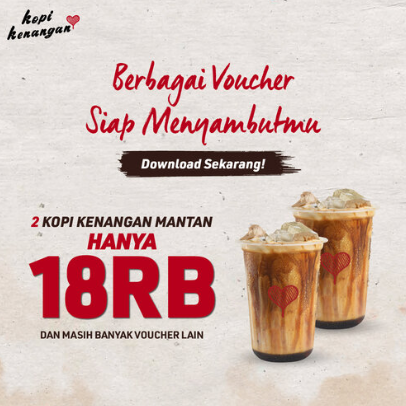 kopi
kenangan
Berbagai Voucher
Siap Menyambutmu
Download Sekarang!
2 KOPI KENANGAN MANTAN
HANYA
18RB
DAN MASIH BANYAK VOUCHER LAIN